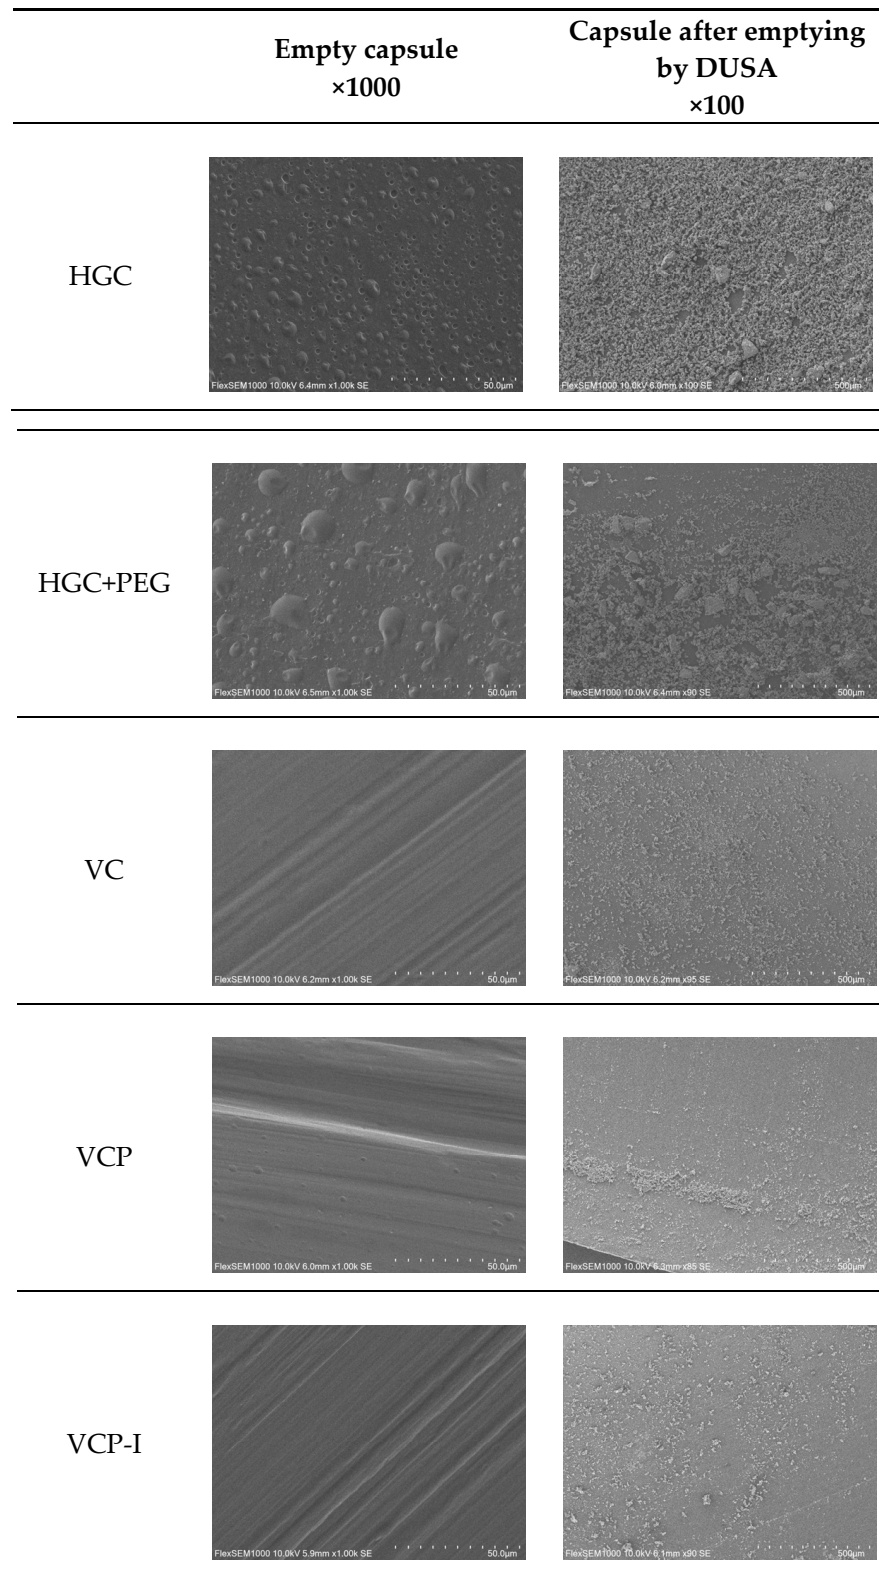 Empty capsule
×1000
Capsule after emptying
by DUSA
×100
HGC
FlexSEM1000 10.0kV 6.4mm x1.00k SE
50.0µm
FlexSEM1000 10.0kV 6.0mm x100 SE
500µm
HGC+PEG
FlexSEM1000 10.0kV 6.5mm x1.00k SE
50.0µm
FlexSEM1000 10.0kV 6.4mm x90 SE
500µm
VC
FlexSEM1000 10.0kV 6.2mm x1.00k SE
50.0µm
FlexSEM1000 10.0kV 6.2mm x95 SE
500µm
VCP
FlexSEM1000 10.0kV 6.0mm x1.00k SE
50.0µm
FlexSEM1000 10.0kV 6.3mm x85 SE
500µm
VCP-I
FlexSEM1000 10.0kV 5.9mm x1.00k SE
50.0µm
FlexSEM1000 10.0kV 6.1mm x90 SE
500µm